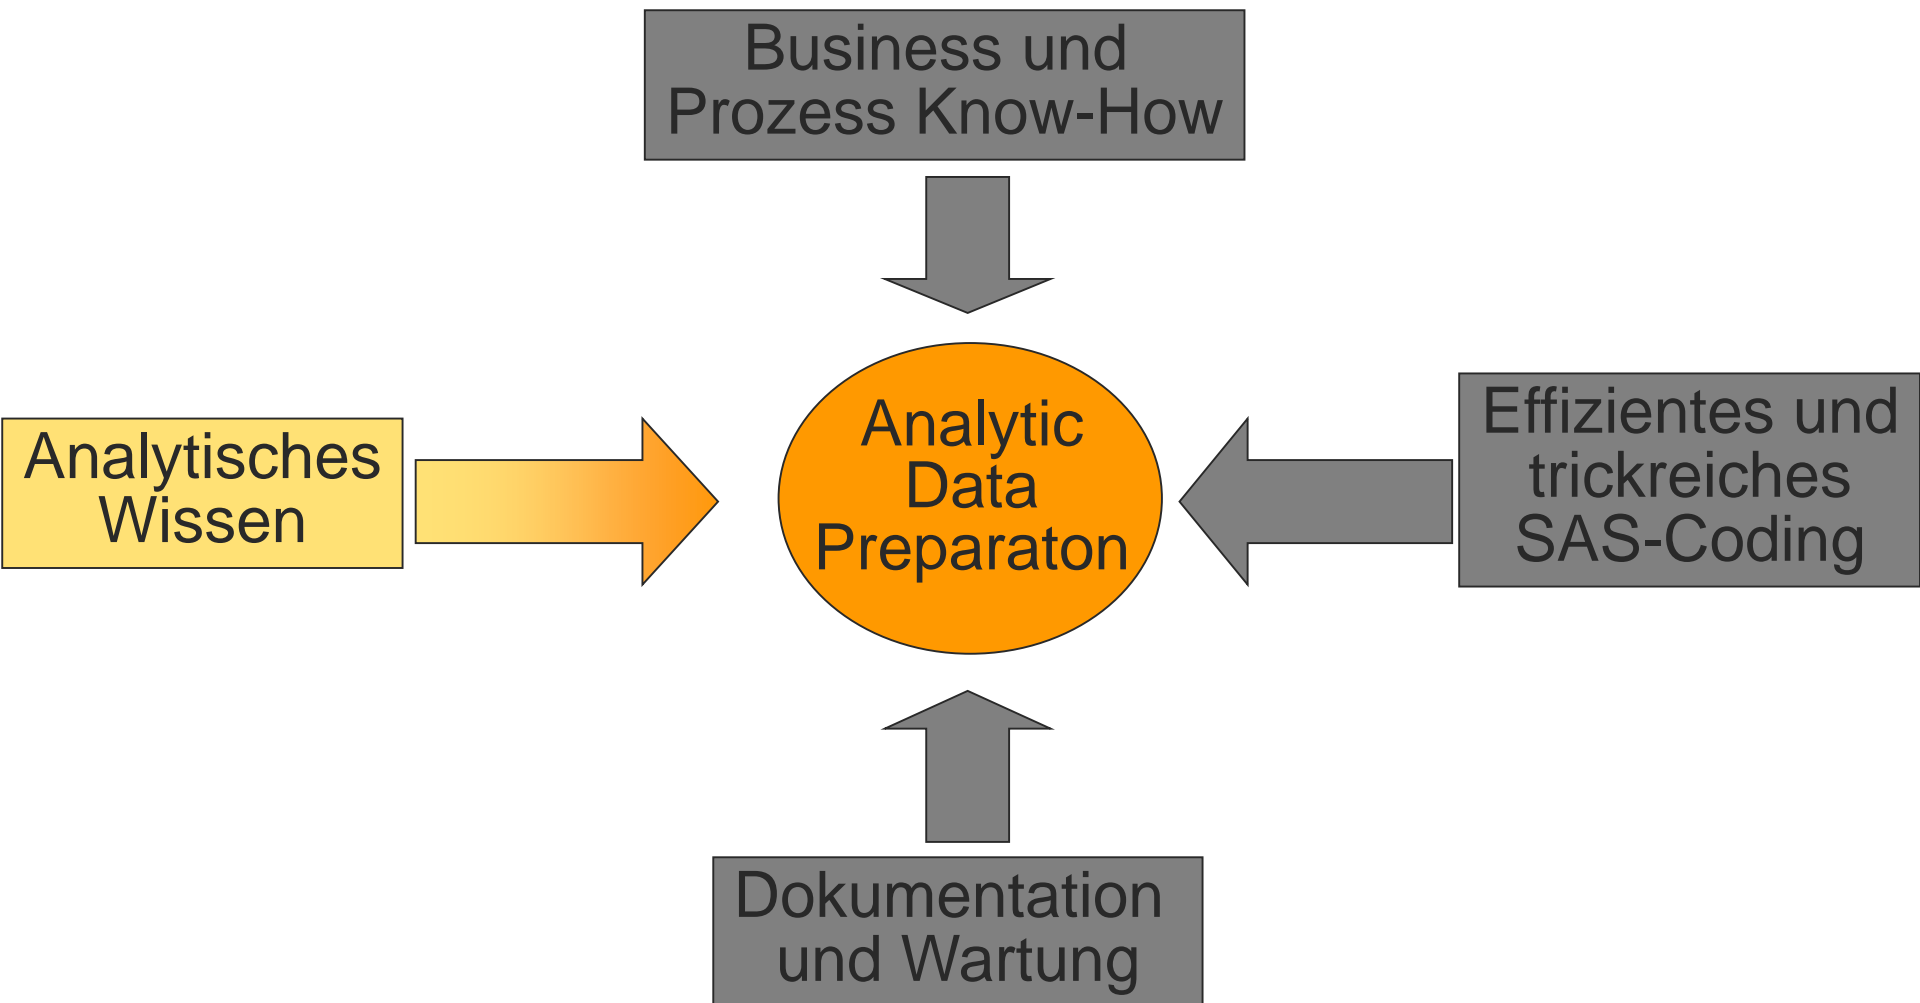 Business und
Prozess Know-How
Analytisches
Wissen
Analytic
Data
Preparaton
Effizientes und
trickreiches
SAS-Coding
Dokumentation
und Wartung